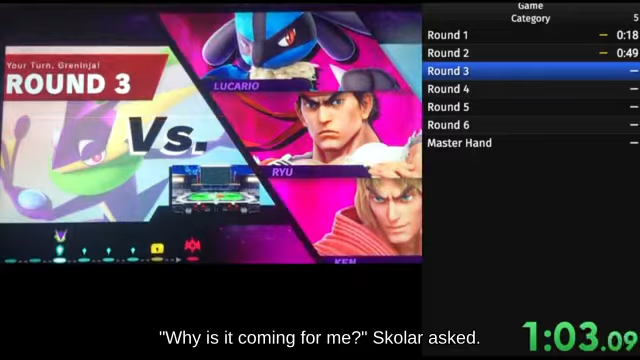 Game
Category
5
Round 1 – 0:18
Round 2 – 0:49
Round 3 –
Round 4 –
Round 5 –
Round 6 –
Master Hand –
Your Turn, Greninja!
ROUND 3
Vs.
LUCARIO
RYU
KEN
1
"Why is it coming for me?" Skolar asked.
1:03.09